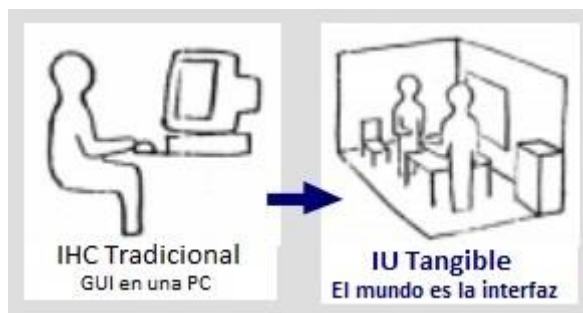 IHC Tradicional
GUI en una PC
IU Tangible
El mundo es la interfaz